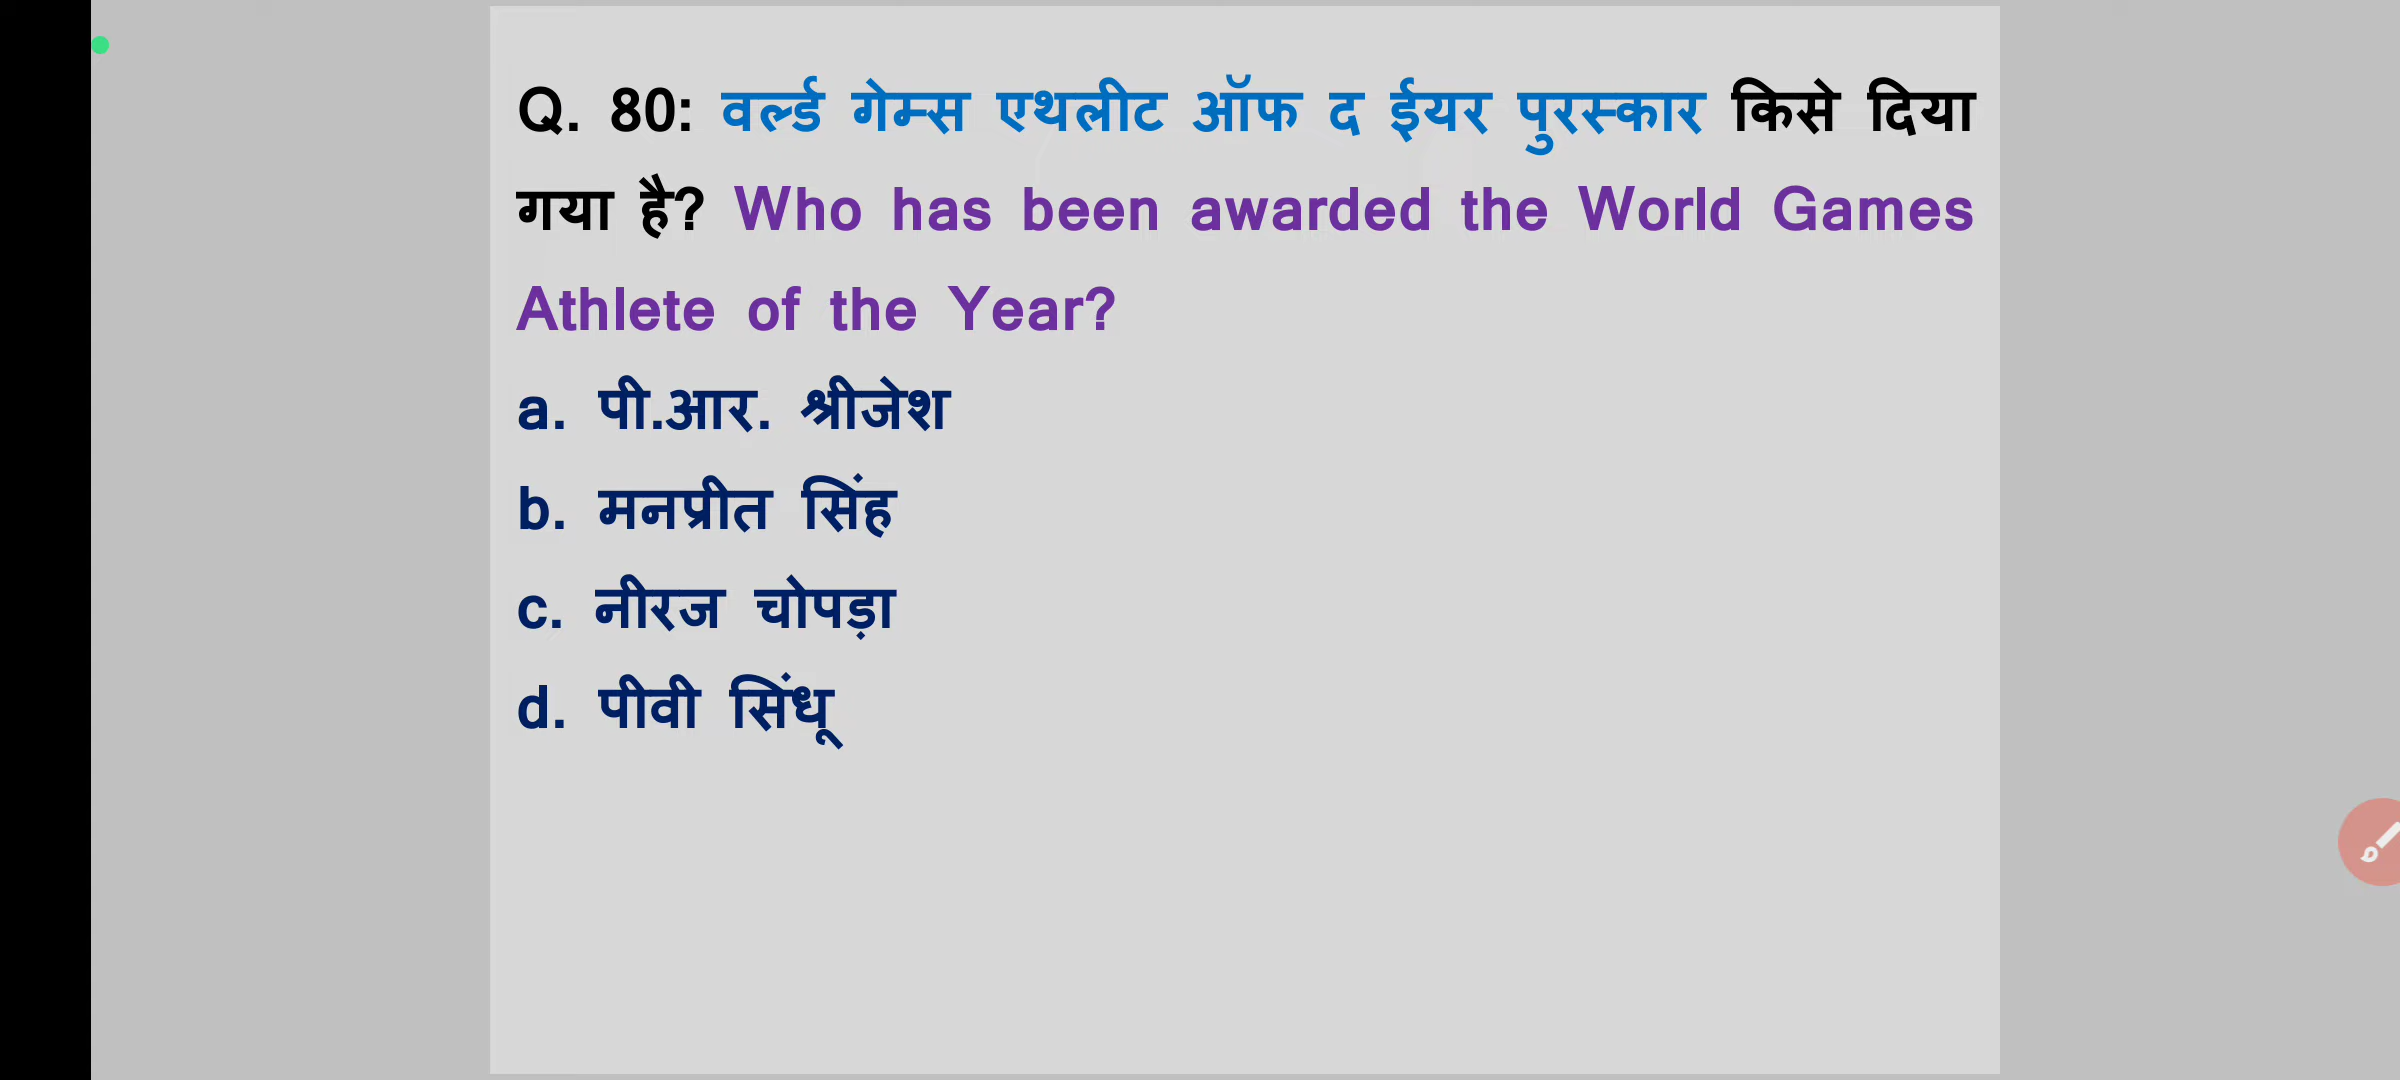 Q. 80: वर्ल्ड गेम्स एथलीट ऑफ द ईयर पुरस्कार किसे दिया
गया है? Who has been awarded the World Games
Athlete of the Year?
a. पी.आर. श्रीजेश
b. मनप्रीत सिंह
c. नीरज चोपड़ा
d. पीवी सिंधू